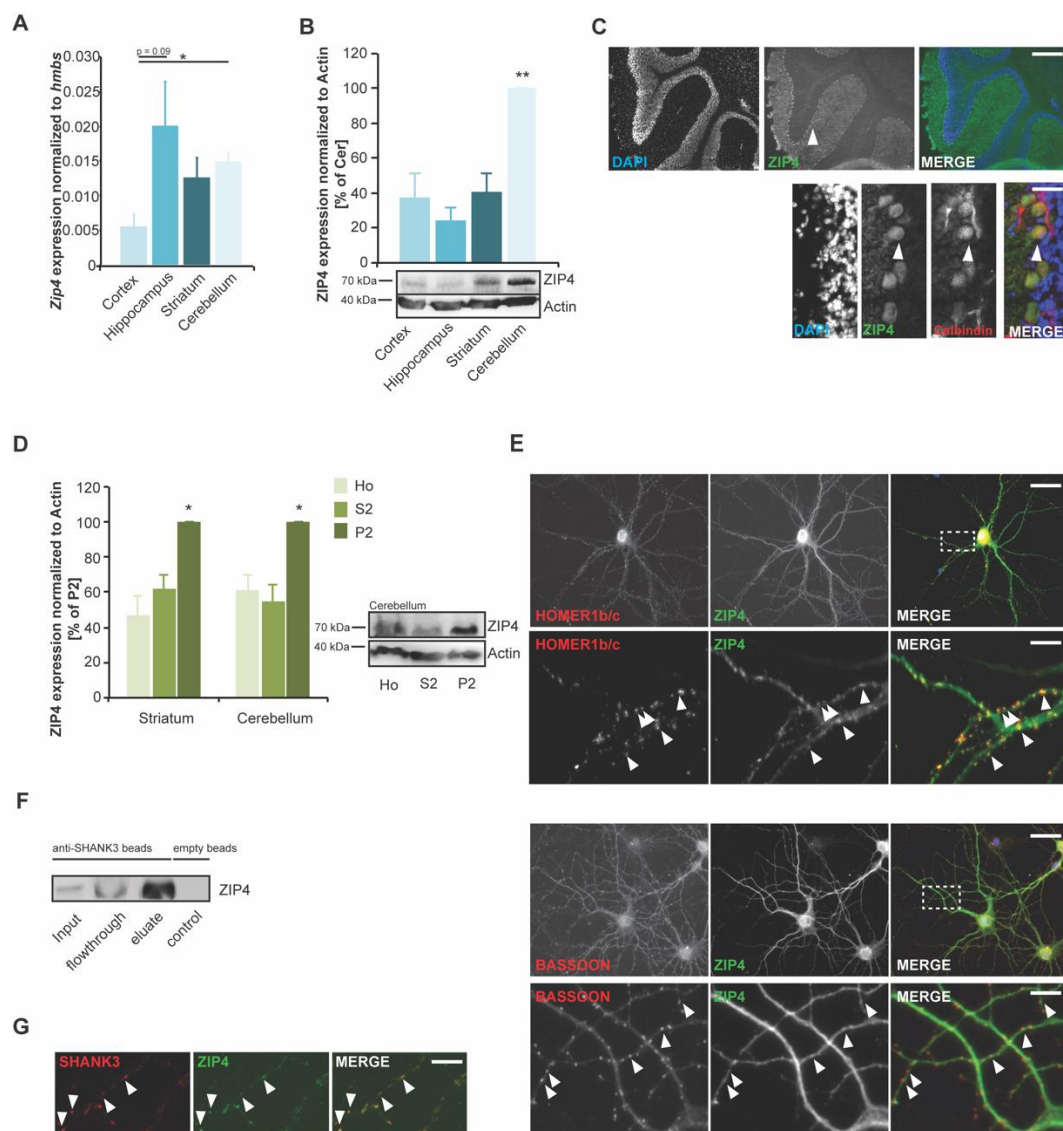 A
Zip4 expression normalized to hmbs
p = 0.09
*
0.030
0.025
0.020
0.015
0.010
0.005
0
Cortex
Hippocampus
Striatum
Cerebellum
B
ZIP4 expression normalized to Actin
[% of Cer]
120
100
80
60
40
20
0
**
70 kDa
ZIP4
40 kDa
Actin
Cortex
Hippocampus
Striatum
Cerebellum
C
DAPI
ZIP4
MERGE
DAPI
ZIP4
Calbindin
MERGE
D
ZIP4 expression normalized to Actin
[% of P2]
120
100
80
60
40
20
0
*
*
Striatum
Cerebellum
Ho
S2
P2
Cerebellum
70 kDa
ZIP4
40 kDa
Actin
Ho S2 P2
E
HOMER1b/c
ZIP4
MERGE
HOMER1b/c
ZIP4
MERGE
BASSOON
ZIP4
MERGE
BASSOON
ZIP4
MERGE
F
anti-SHANK3 beads
empty beads
ZIP4
Input
flowthrough
eluate
control
G
SHANK3
ZIP4
MERGE